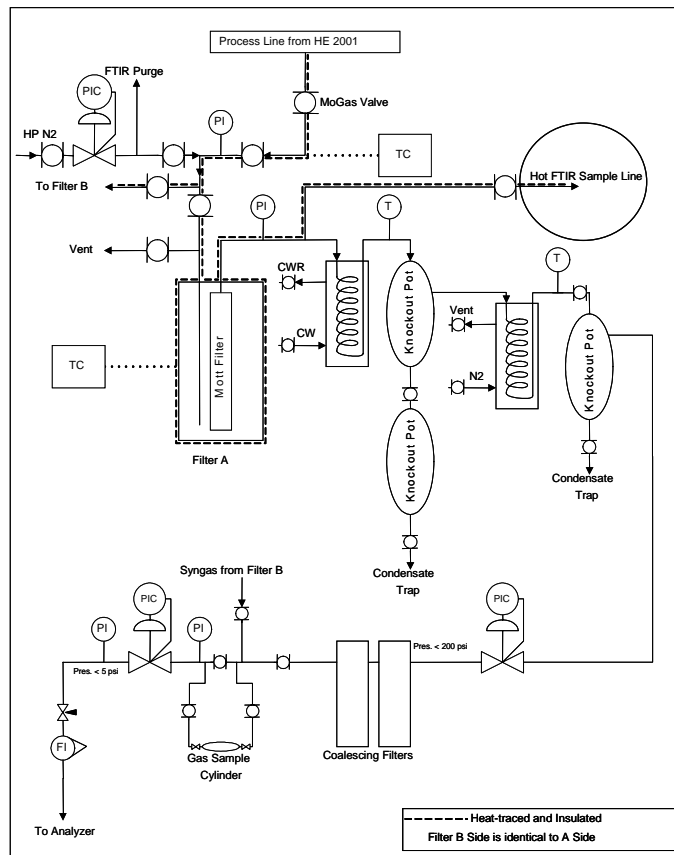 Process Line from HE 2001
FTIR Purge
PIC
MoGas Valve
PI
HP N2
TC
To Filter B
Hot FTIR Sample Line
PI
T
Vent
CWR
T
Knockout Pot
Vent
CW
Mott Filter
Knockout Pot
TC
N2
Filter A
Knockout Pot
Condensate
Trap
Condensate
Trap
Syngas from Filter B
PIC
PIC
PI
PI
Pres. < 5 psi
Pres. < 200 psi
FI
Gas Sample
Cylinder
Coalescing Filters
To Analyzer
Heat-traced and Insulated
Filter B Side is identical to A Side